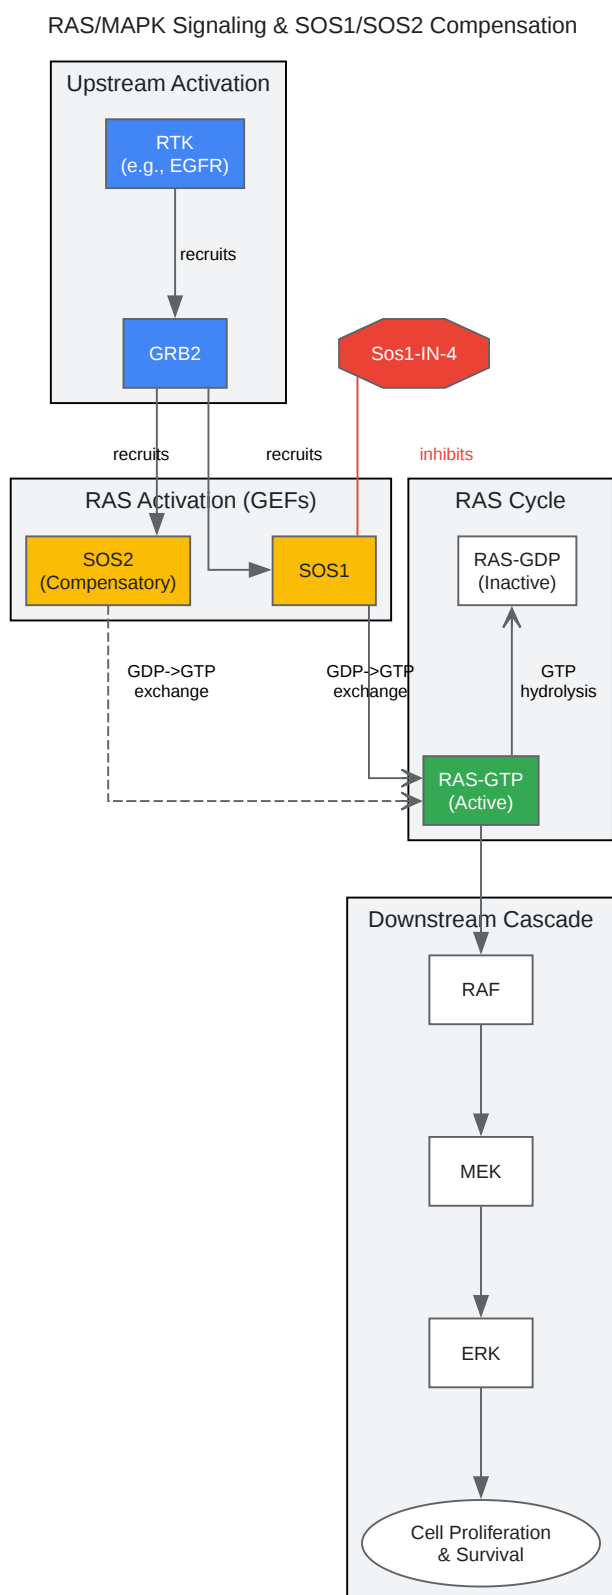 RAS/MAPK Signaling & SOS1/SOS2 Compensation
Upstream Activation
RTK
(e.g., EGFR)
recruits
GRB2
Sos1-IN-4
recruits
recruits
inhibits
RAS Activation (GEFs)
RAS Cycle
SOS2
(Compensatory)
SOS1
RAS-GDP
(Inactive)
GDP->GTP
exchange
GDP->GTP
exchange
GTP
hydrolysis
RAS-GTP
(Active)
Downstream Cascade
RAF
MEK
ERK
Cell Proliferation
& Survival